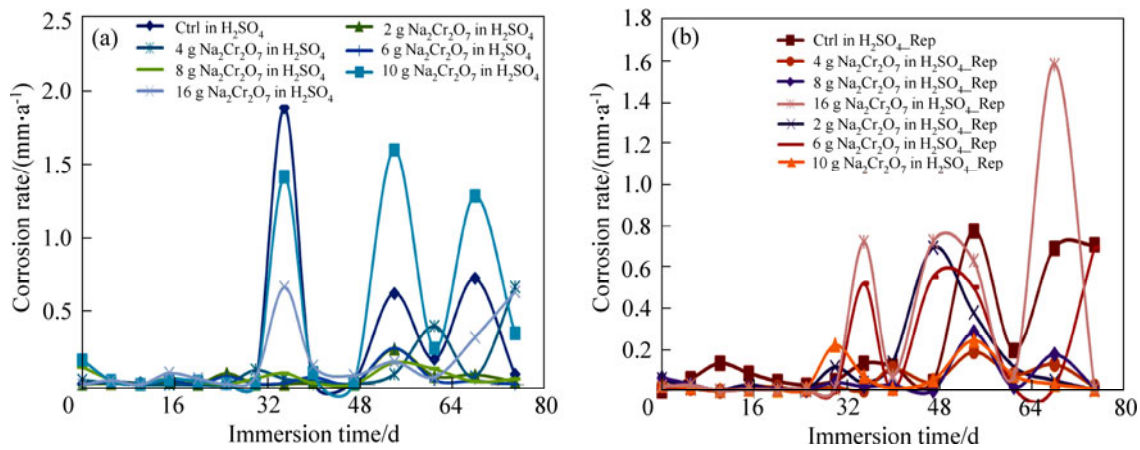 (a)
Ctrl in H₂SO₄
2 g Na₂Cr₂O₇ in H₂SO₄
4 g Na₂Cr₂O₇ in H₂SO₄
6 g Na₂Cr₂O₇ in H₂SO₄
8 g Na₂Cr₂O₇ in H₂SO₄
10 g Na₂Cr₂O₇ in H₂SO₄
16 g Na₂Cr₂O₇ in H₂SO₄
2.5
2.0
1.5
1.0
0.5
0
16
32
48
64
80
Corrosion rate/(mm·a⁻¹)
Immersion time/d
(b)
Ctrl in H₂SO₄_Rep
4 g Na₂Cr₂O₇ in H₂SO₄_Rep
8 g Na₂Cr₂O₇ in H₂SO₄_Rep
16 g Na₂Cr₂O₇ in H₂SO₄_Rep
2 g Na₂Cr₂O₇ in H₂SO₄_Rep
6 g Na₂Cr₂O₇ in H₂SO₄_Rep
10 g Na₂Cr₂O₇ in H₂SO₄_Rep
1.8
1.6
1.4
1.2
1.0
0.8
0.6
0.4
0.2
0
16
32
48
64
80
Corrosion rate/(mm·a⁻¹)
Immersion time/d